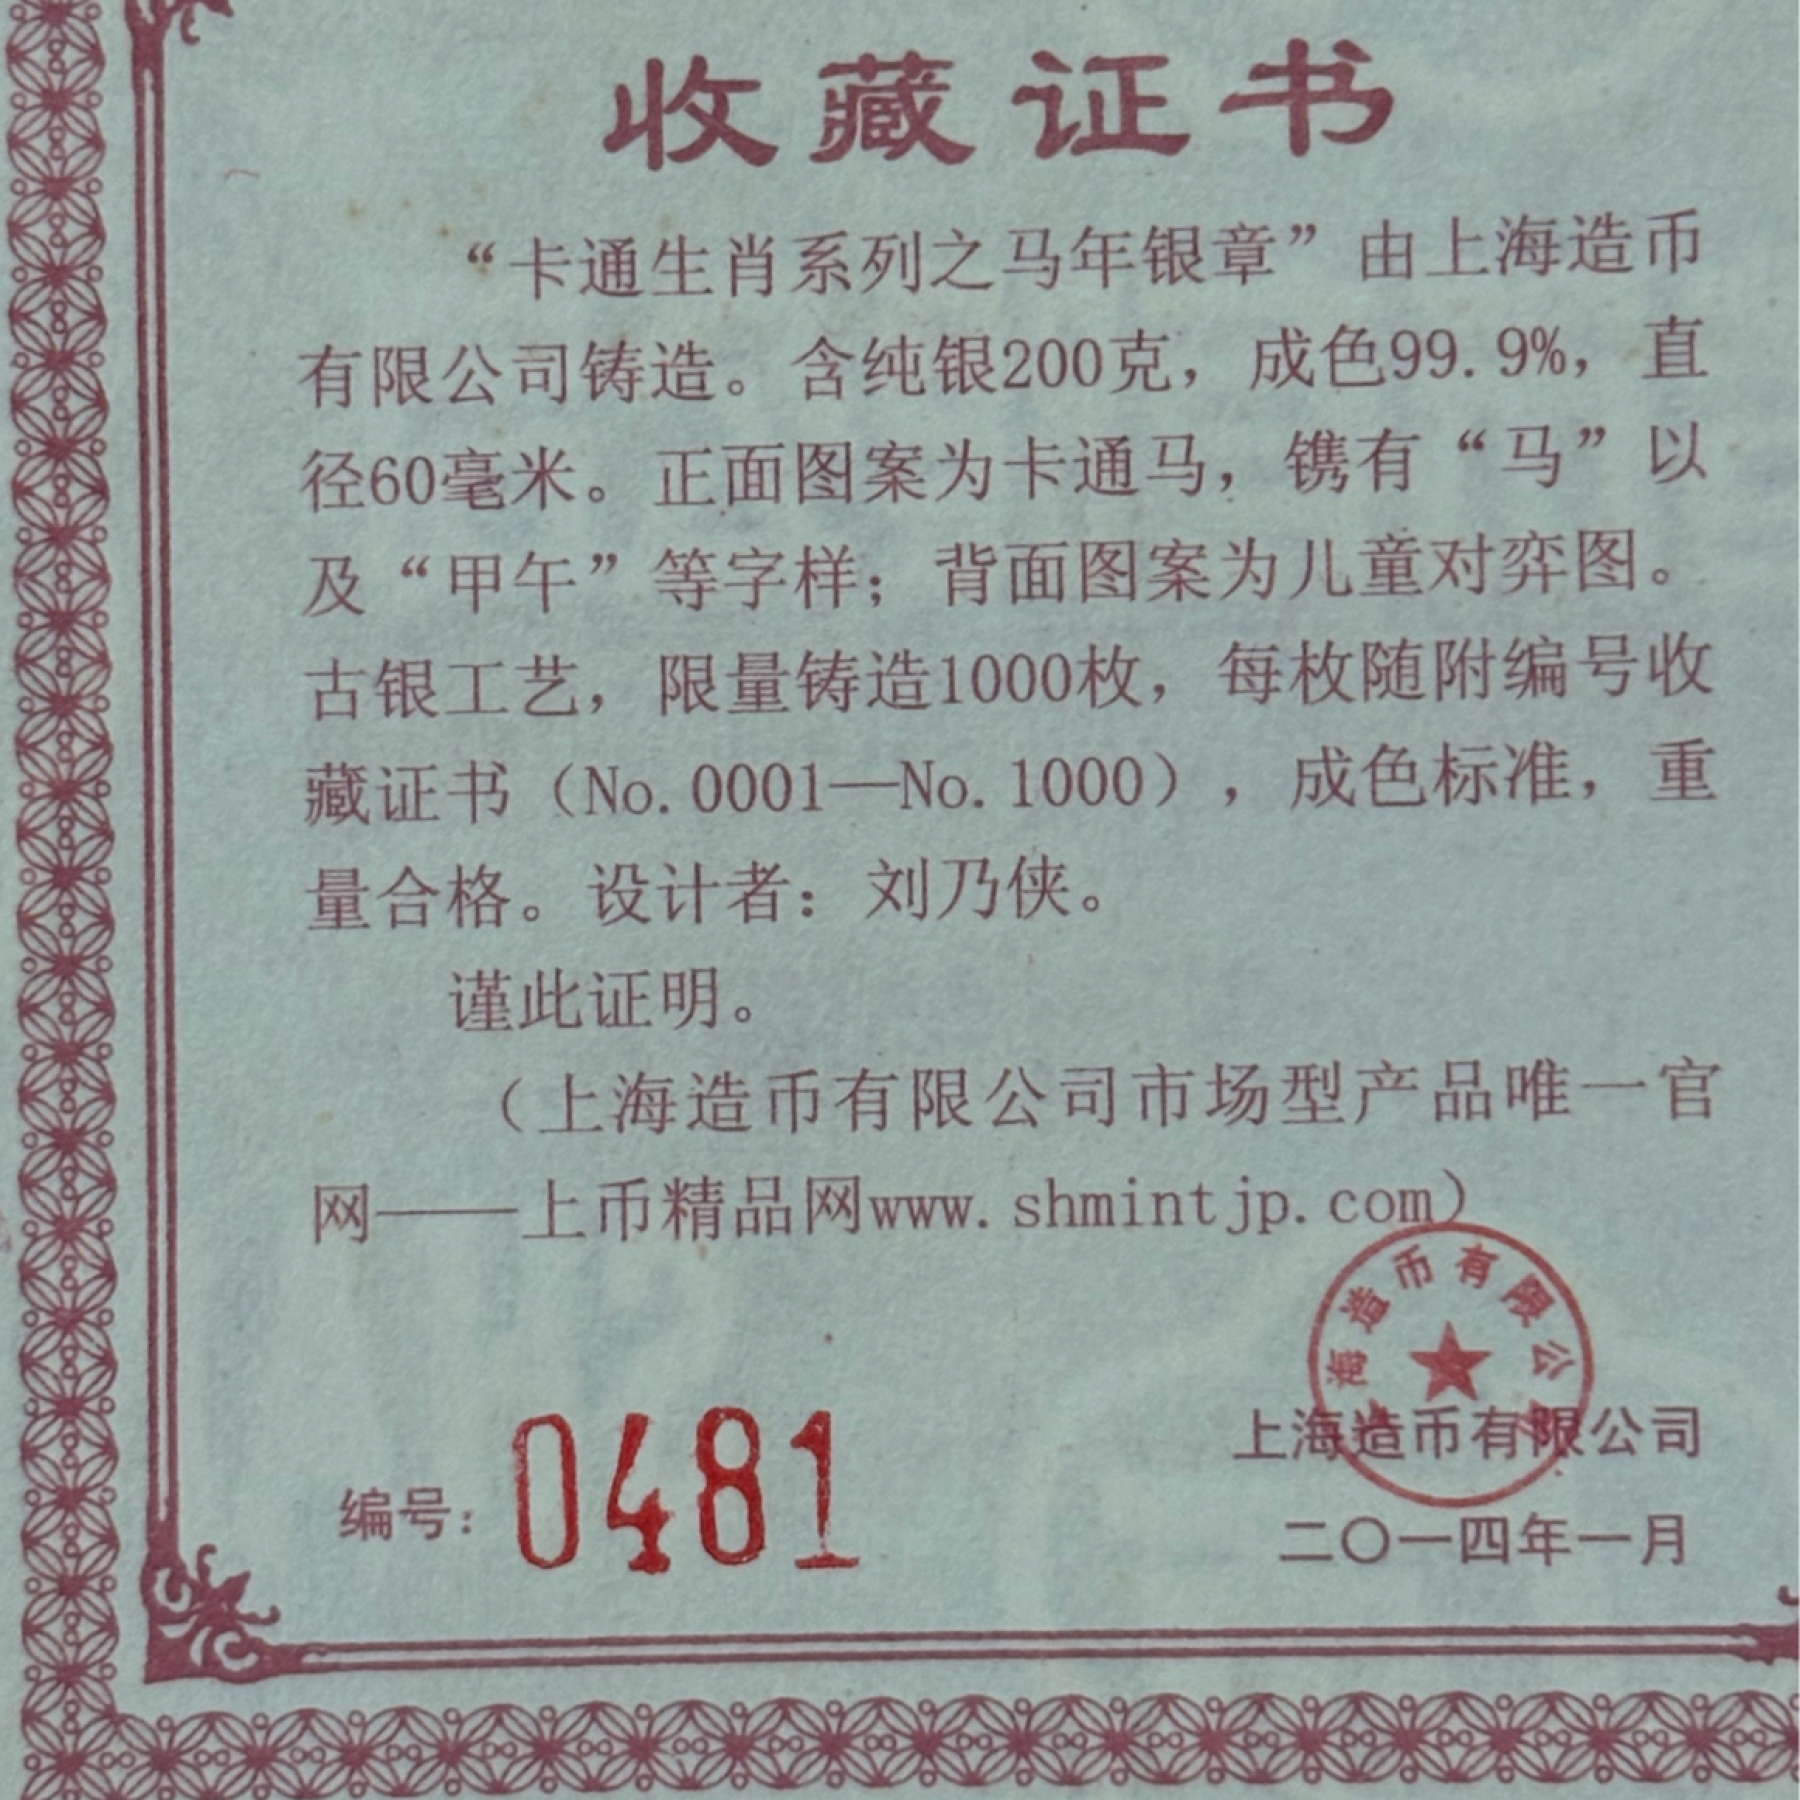 收藏证书
“卡通生肖系列之马年银章”由上海造币
有限公司铸造。含纯银200克，成色99.9%，直
径60毫米。正面图案为卡通马，镌有“马”以
及“甲午”等字样；背面图案为儿童对弈图。
古银工艺，限量铸造1000枚，每枚随附编号收
藏证书（No.0001—No.1000），成色标准，重
量合格。设计者：刘乃侠。
谨此证明。
（上海造币有限公司市场型产品唯一官
网——上币精品网www.shmintjp.com）
海造币有限公
上海造币有限公司
编号：0481
二〇一四年一月